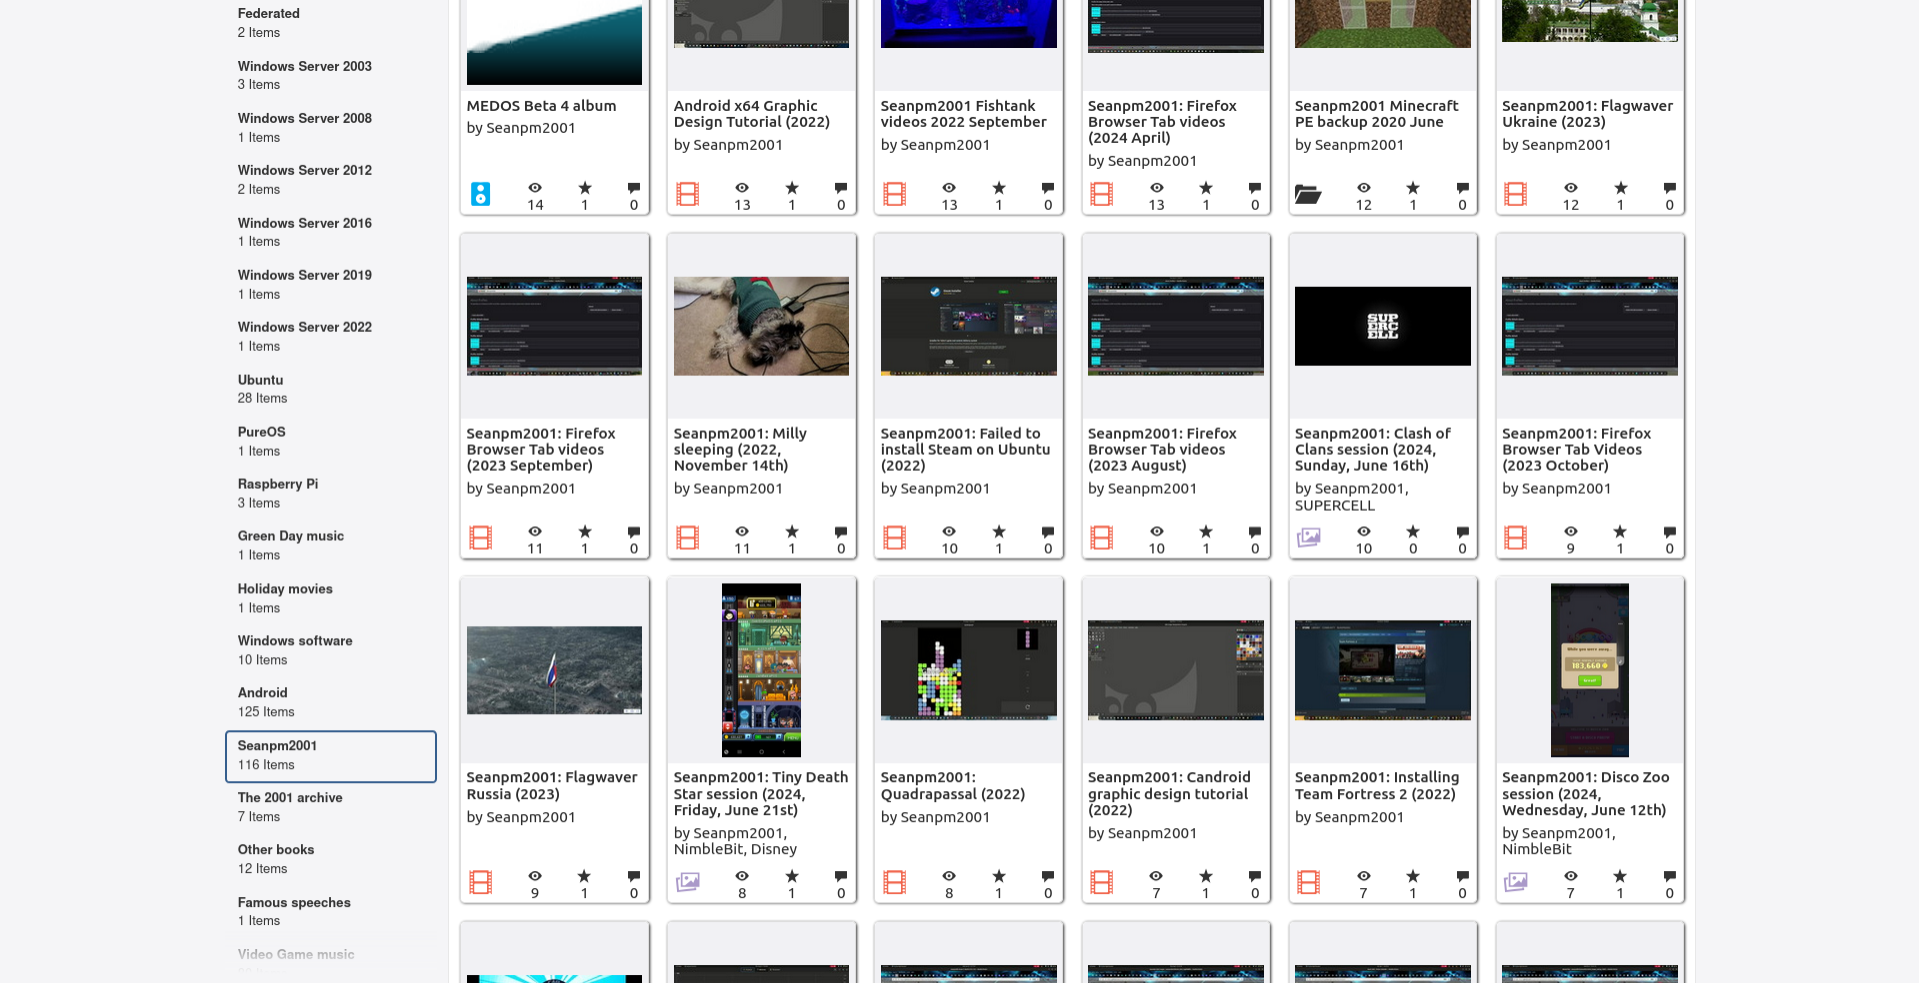 Federated
2 Items
Windows Server 2003
3 Items
Windows Server 2008
1 Items
Windows Server 2012
2 Items
Windows Server 2016
1 Items
Windows Server 2019
1 Items
Windows Server 2022
1 Items
Ubuntu
28 Items
PureOS
1 Items
Raspberry Pi
3 Items
Green Day music
1 Items
Holiday movies
1 Items
Windows software
10 Items
Android
125 Items
Seanpm2001
116 Items
The 2001 archive
7 Items
Other books
12 Items
Famous speeches
1 Items
Video Game music
MEDOS Beta 4 album
by Seanpm2001
14 1 0
Android x64 Graphic
Design Tutorial (2022)
by Seanpm2001
13 1 0
Seanpm2001 Fishtank
videos 2022 September
by Seanpm2001
13 1 0
Seanpm2001: Firefox
Browser Tab videos
(2024 April)
by Seanpm2001
13 1 0
Seanpm2001 Minecraft
PE backup 2020 June
by Seanpm2001
12 1 0
Seanpm2001: Flagwaver
Ukraine (2023)
by Seanpm2001
12 1 0
Seanpm2001: Firefox
Browser Tab videos
(2023 September)
by Seanpm2001
11 1 0
Seanpm2001: Milly
sleeping (2022,
November 14th)
by Seanpm2001
11 1 0
Seanpm2001: Failed to
install Steam on Ubuntu
(2022)
by Seanpm2001
10 1 0
Seanpm2001: Firefox
Browser Tab videos
(2023 August)
by Seanpm2001
10 1 0
SUP
ERC
ELL
Seanpm2001: Clash of
Clans session (2024,
Sunday, June 16th)
by Seanpm2001,
SUPERCELL
10 0 0
Seanpm2001: Firefox
Browser Tab Videos
(2023 October)
by Seanpm2001
9 1 0
Seanpm2001: Flagwaver
Russia (2023)
by Seanpm2001
9 1 0
Seanpm2001: Tiny Death
Star session (2024,
Friday, June 21st)
by Seanpm2001,
NimbleBit, Disney
8 1 0
Seanpm2001:
Quadrapassal (2022)
by Seanpm2001
8 1 0
Seanpm2001: Candroid
graphic design tutorial
(2022)
by Seanpm2001
7 1 0
Seanpm2001: Installing
Team Fortress 2 (2022)
by Seanpm2001
7 1 0
While you were away...
183,660
Seanpm2001: Disco Zoo
session (2024,
Wednesday, June 12th)
by Seanpm2001,
NimbleBit
7 1 0